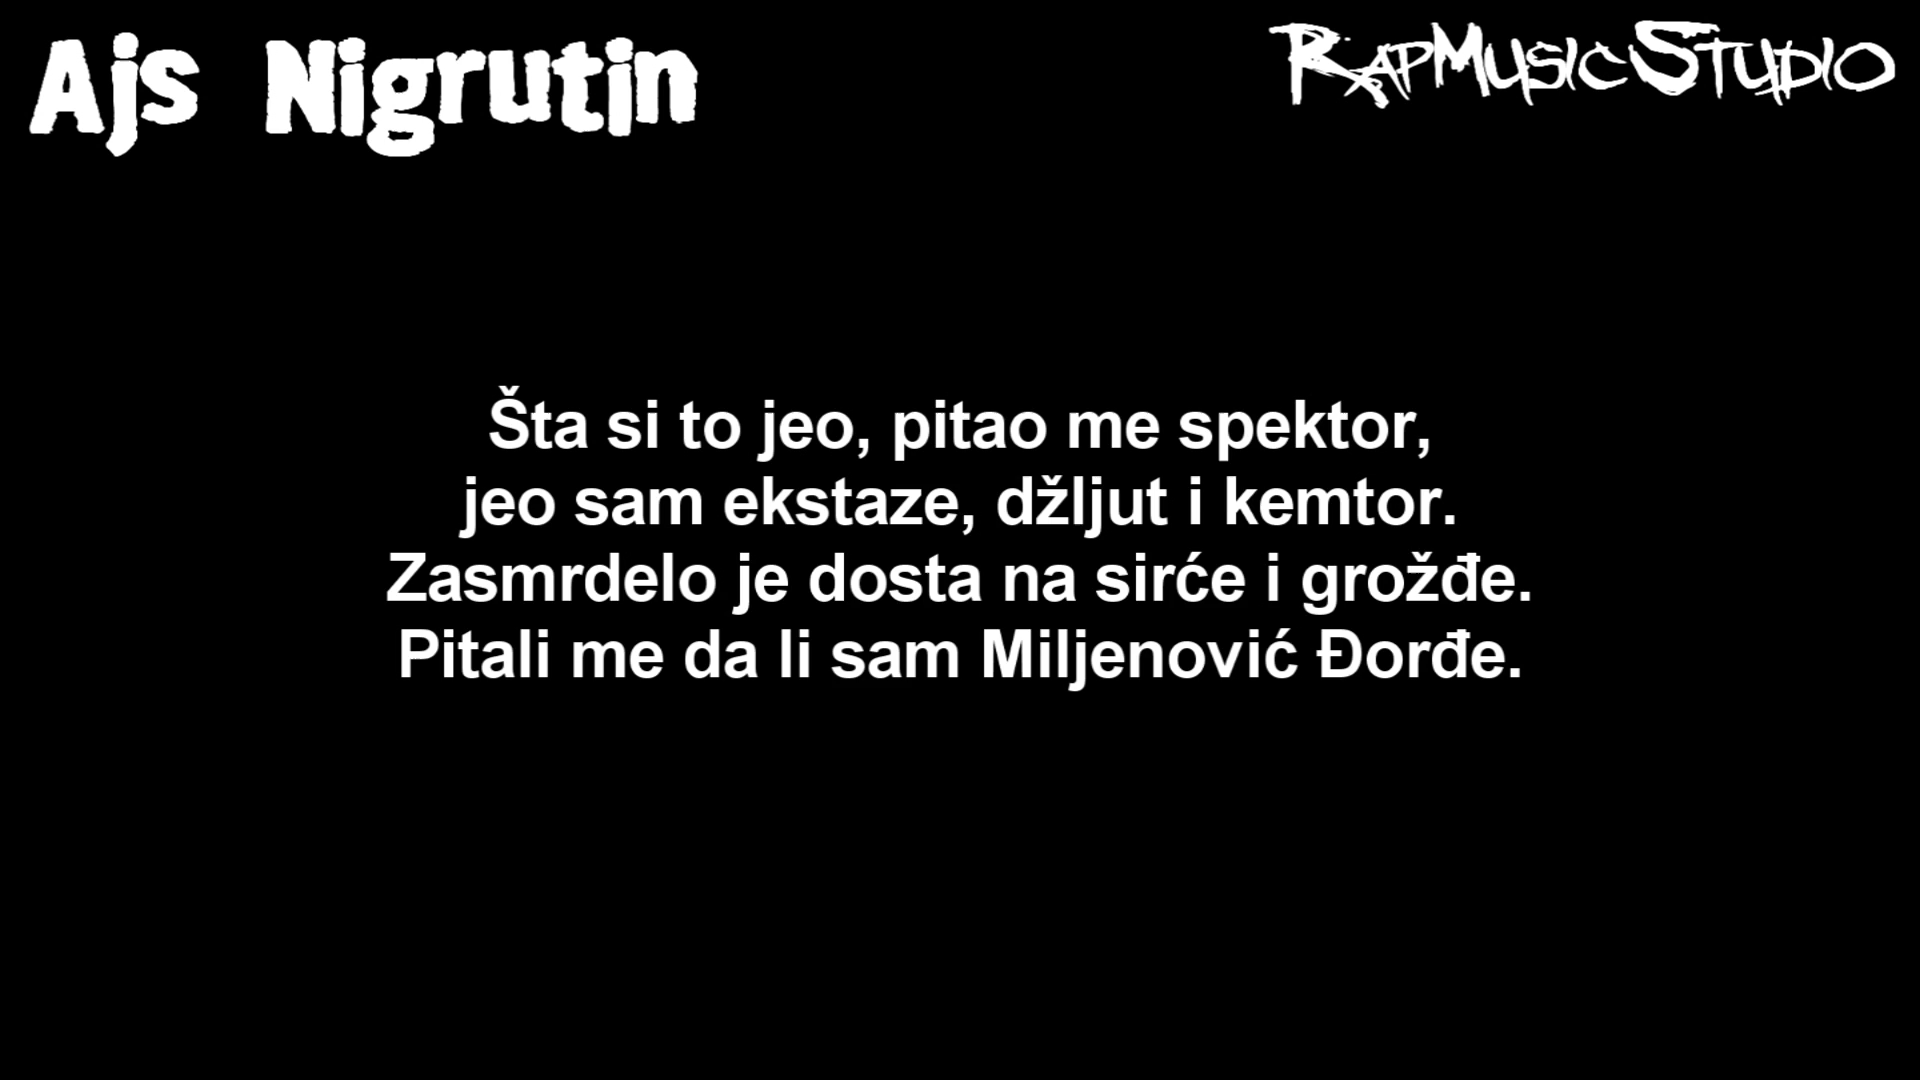 Ajs Nigrutin
RapMusicStudio
Šta si to jeo, pitao me spektor,
jeo sam ekstaze, džljut i kemtor.
Zasmrdelo je dosta na sirće i grožđe.
Pitali me da li sam Miljenović Đorđe.